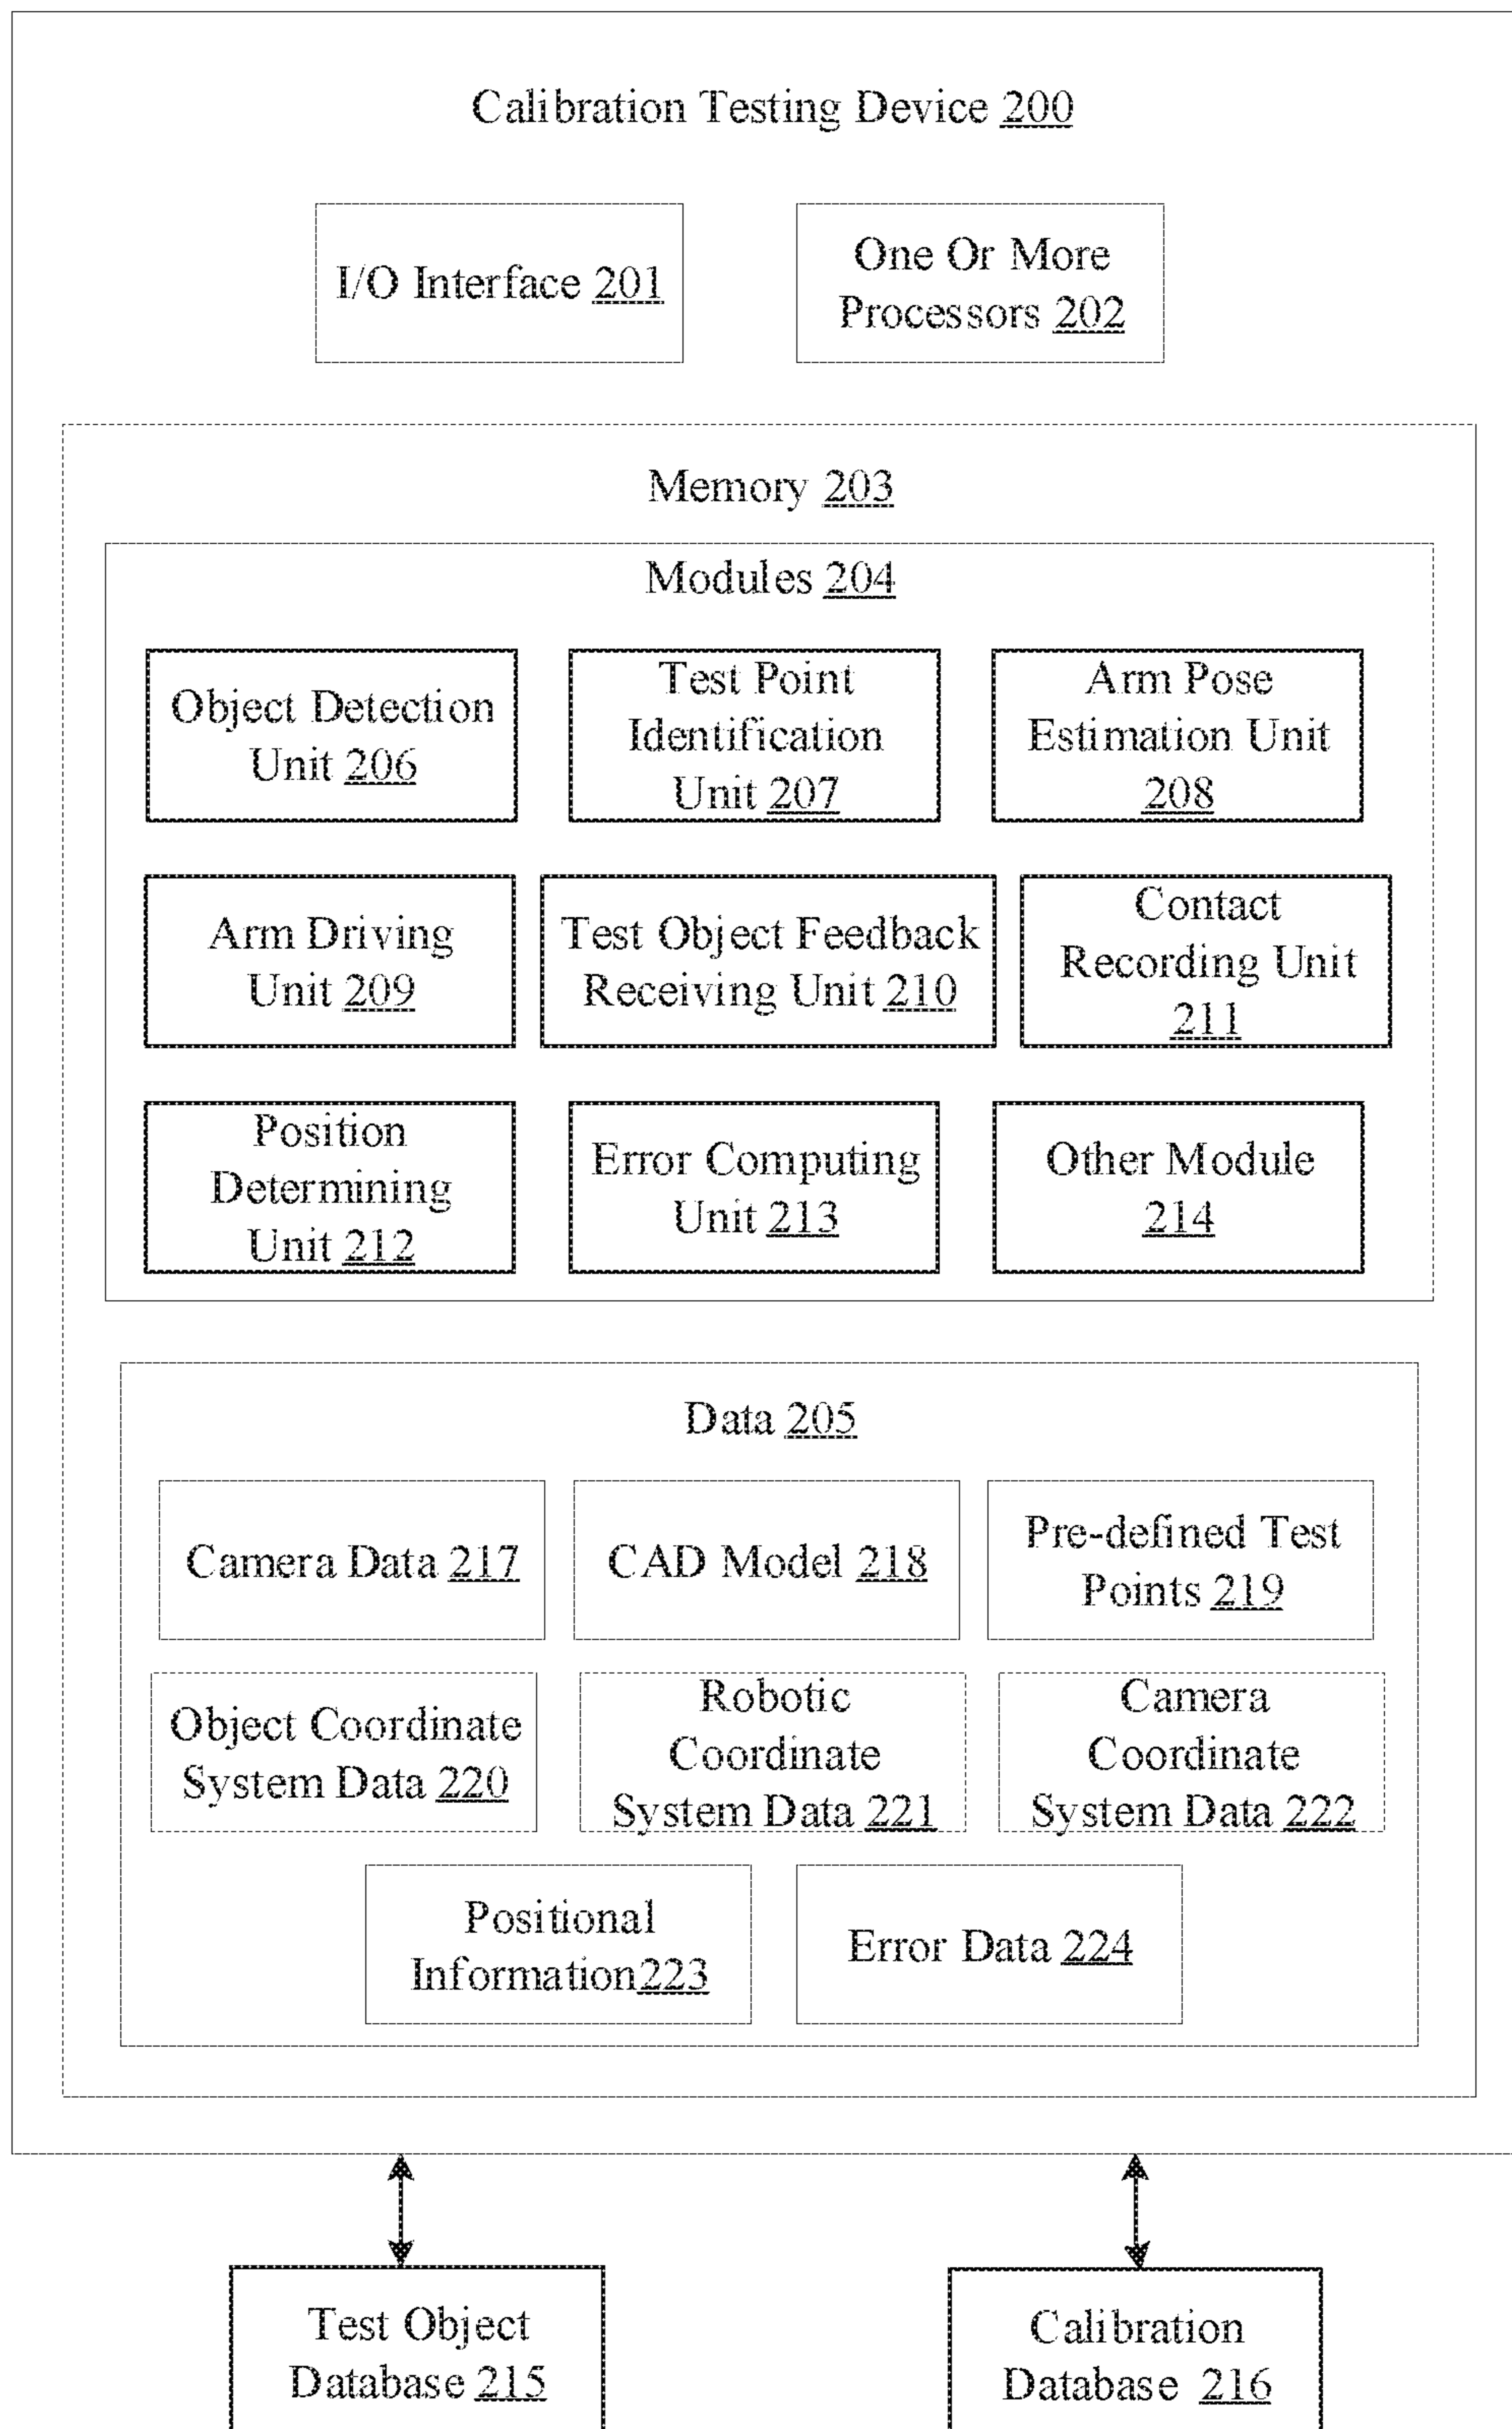 Calibration Testing Device 200
I/O Interface 201
One Or More
Processors 202
Memory 203
Modules 204
Object Detection
Unit 206
Test Point
Identification
Unit 207
Arm Pose
Estimation Unit
208
Arm Driving
Unit 209
Test Object Feedback
Receiving Unit 210
Contact
Recording Unit
211
Position
Determining
Unit 212
Error Computing
Unit 213
Other Module
214
Data 205
Camera Data 217
CAD Model 218
Pre-defined Test
Points 219
Object Coordinate
System Data 220
Robotic
Coordinate
System Data 221
Camera
Coordinate
System Data 222
Positional
Information223
Error Data 224
Test Object
Database 215
Calibration
Database 216